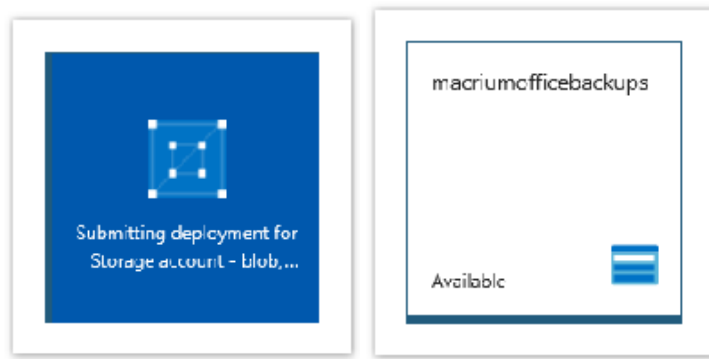 Submitting deployment for
Storage account - blob,...
macriumofficebackups
Available